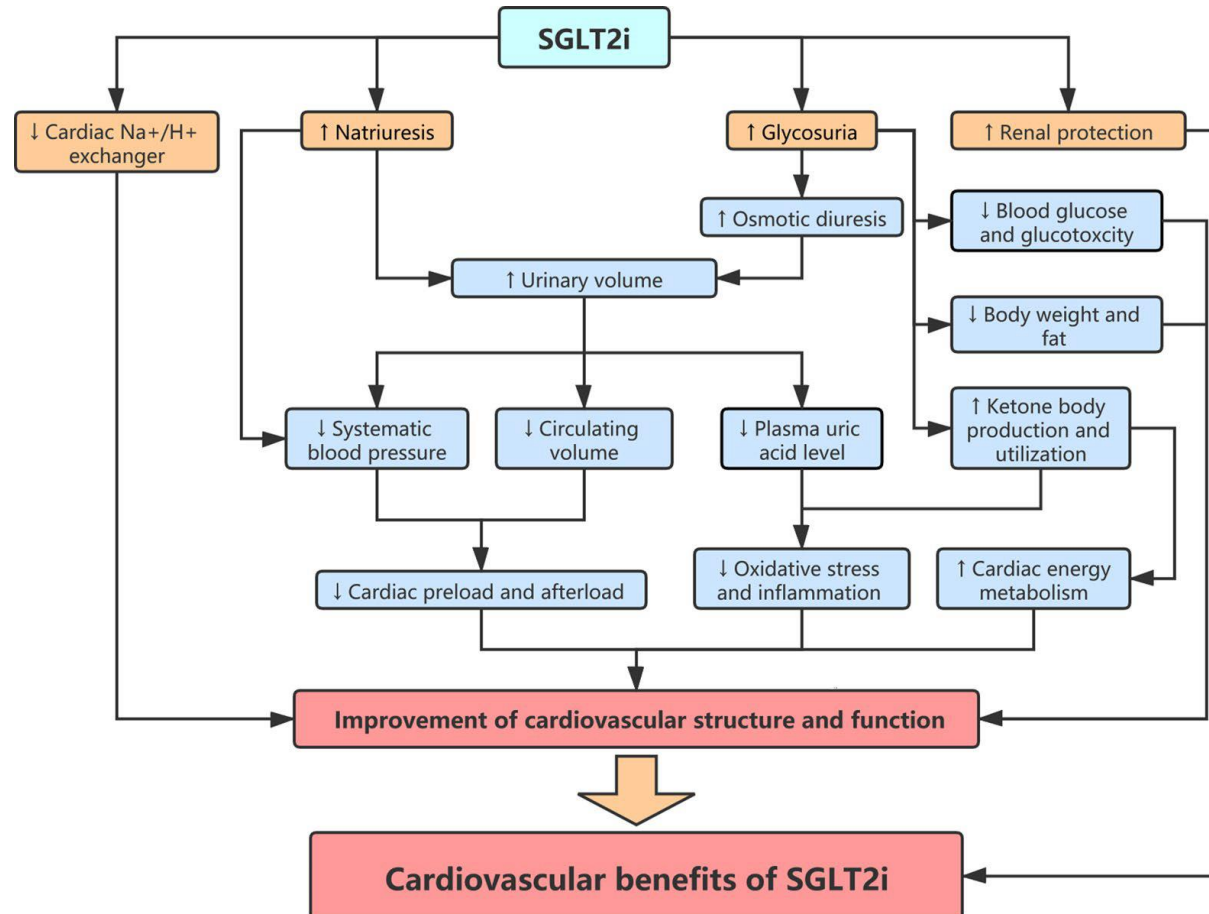 SGLT2i
↓ Cardiac Na+/H+
exchanger
↑ Natriuresis
↑ Glycosuria
↑ Renal protection
↑ Osmotic diuresis
↓ Blood glucose
and glucotoxcity
↑ Urinary volume
↓ Body weight and
fat
↓ Systematic
blood pressure
↓ Circulating
volume
↓ Plasma uric
acid level
↑ Ketone body
production and
utilization
↓ Cardiac preload and afterload
↓ Oxidative stress
and inflammation
↑ Cardiac energy
metabolism
Improvement of cardiovascular structure and function
Cardiovascular benefits of SGLT2i